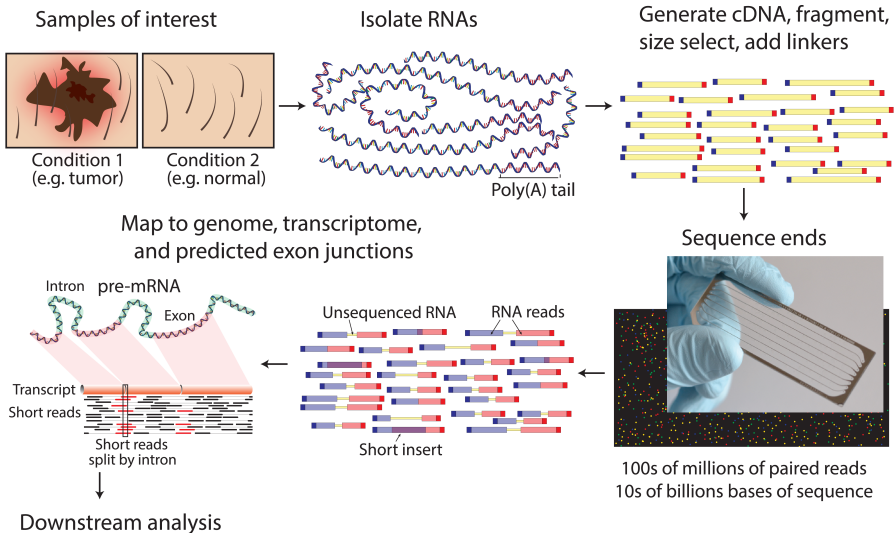 Samples of interest
Condition 1
(e.g. tumor)
Condition 2
(e.g. normal)
Isolate RNAs
Poly(A) tail
Generate cDNA, fragment,
size select, add linkers
Sequence ends
100s of millions of paired reads
10s of billions bases of sequence
Unsequenced RNA
RNA reads
Short insert
Map to genome, transcriptome,
and predicted exon junctions
Intron
pre-mRNA
Exon
Transcript
Short reads
Short reads
split by intron
Downstream analysis